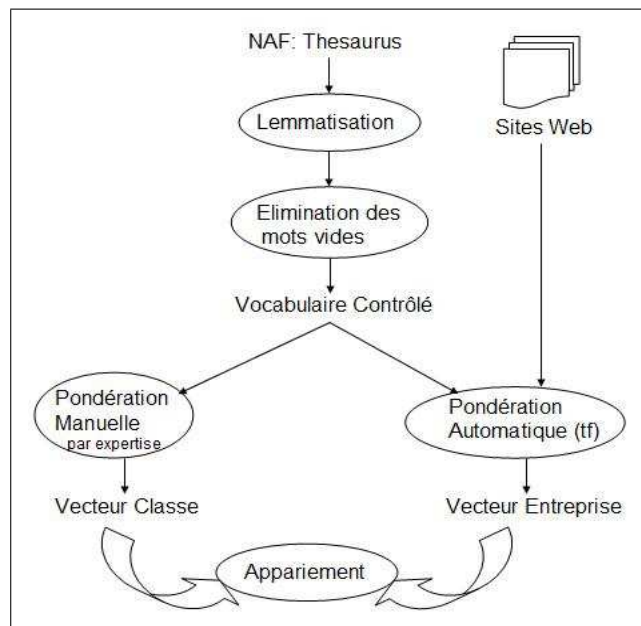 NAF: Thesaurus
Lemmatisation
Sites Web
Elimination des
mots vides
Vocabulaire Contrôlé
Pondération
Manuelle
par expertise
Pondération
Automatique (tf)
Vecteur Classe
Vecteur Entreprise
Appariement